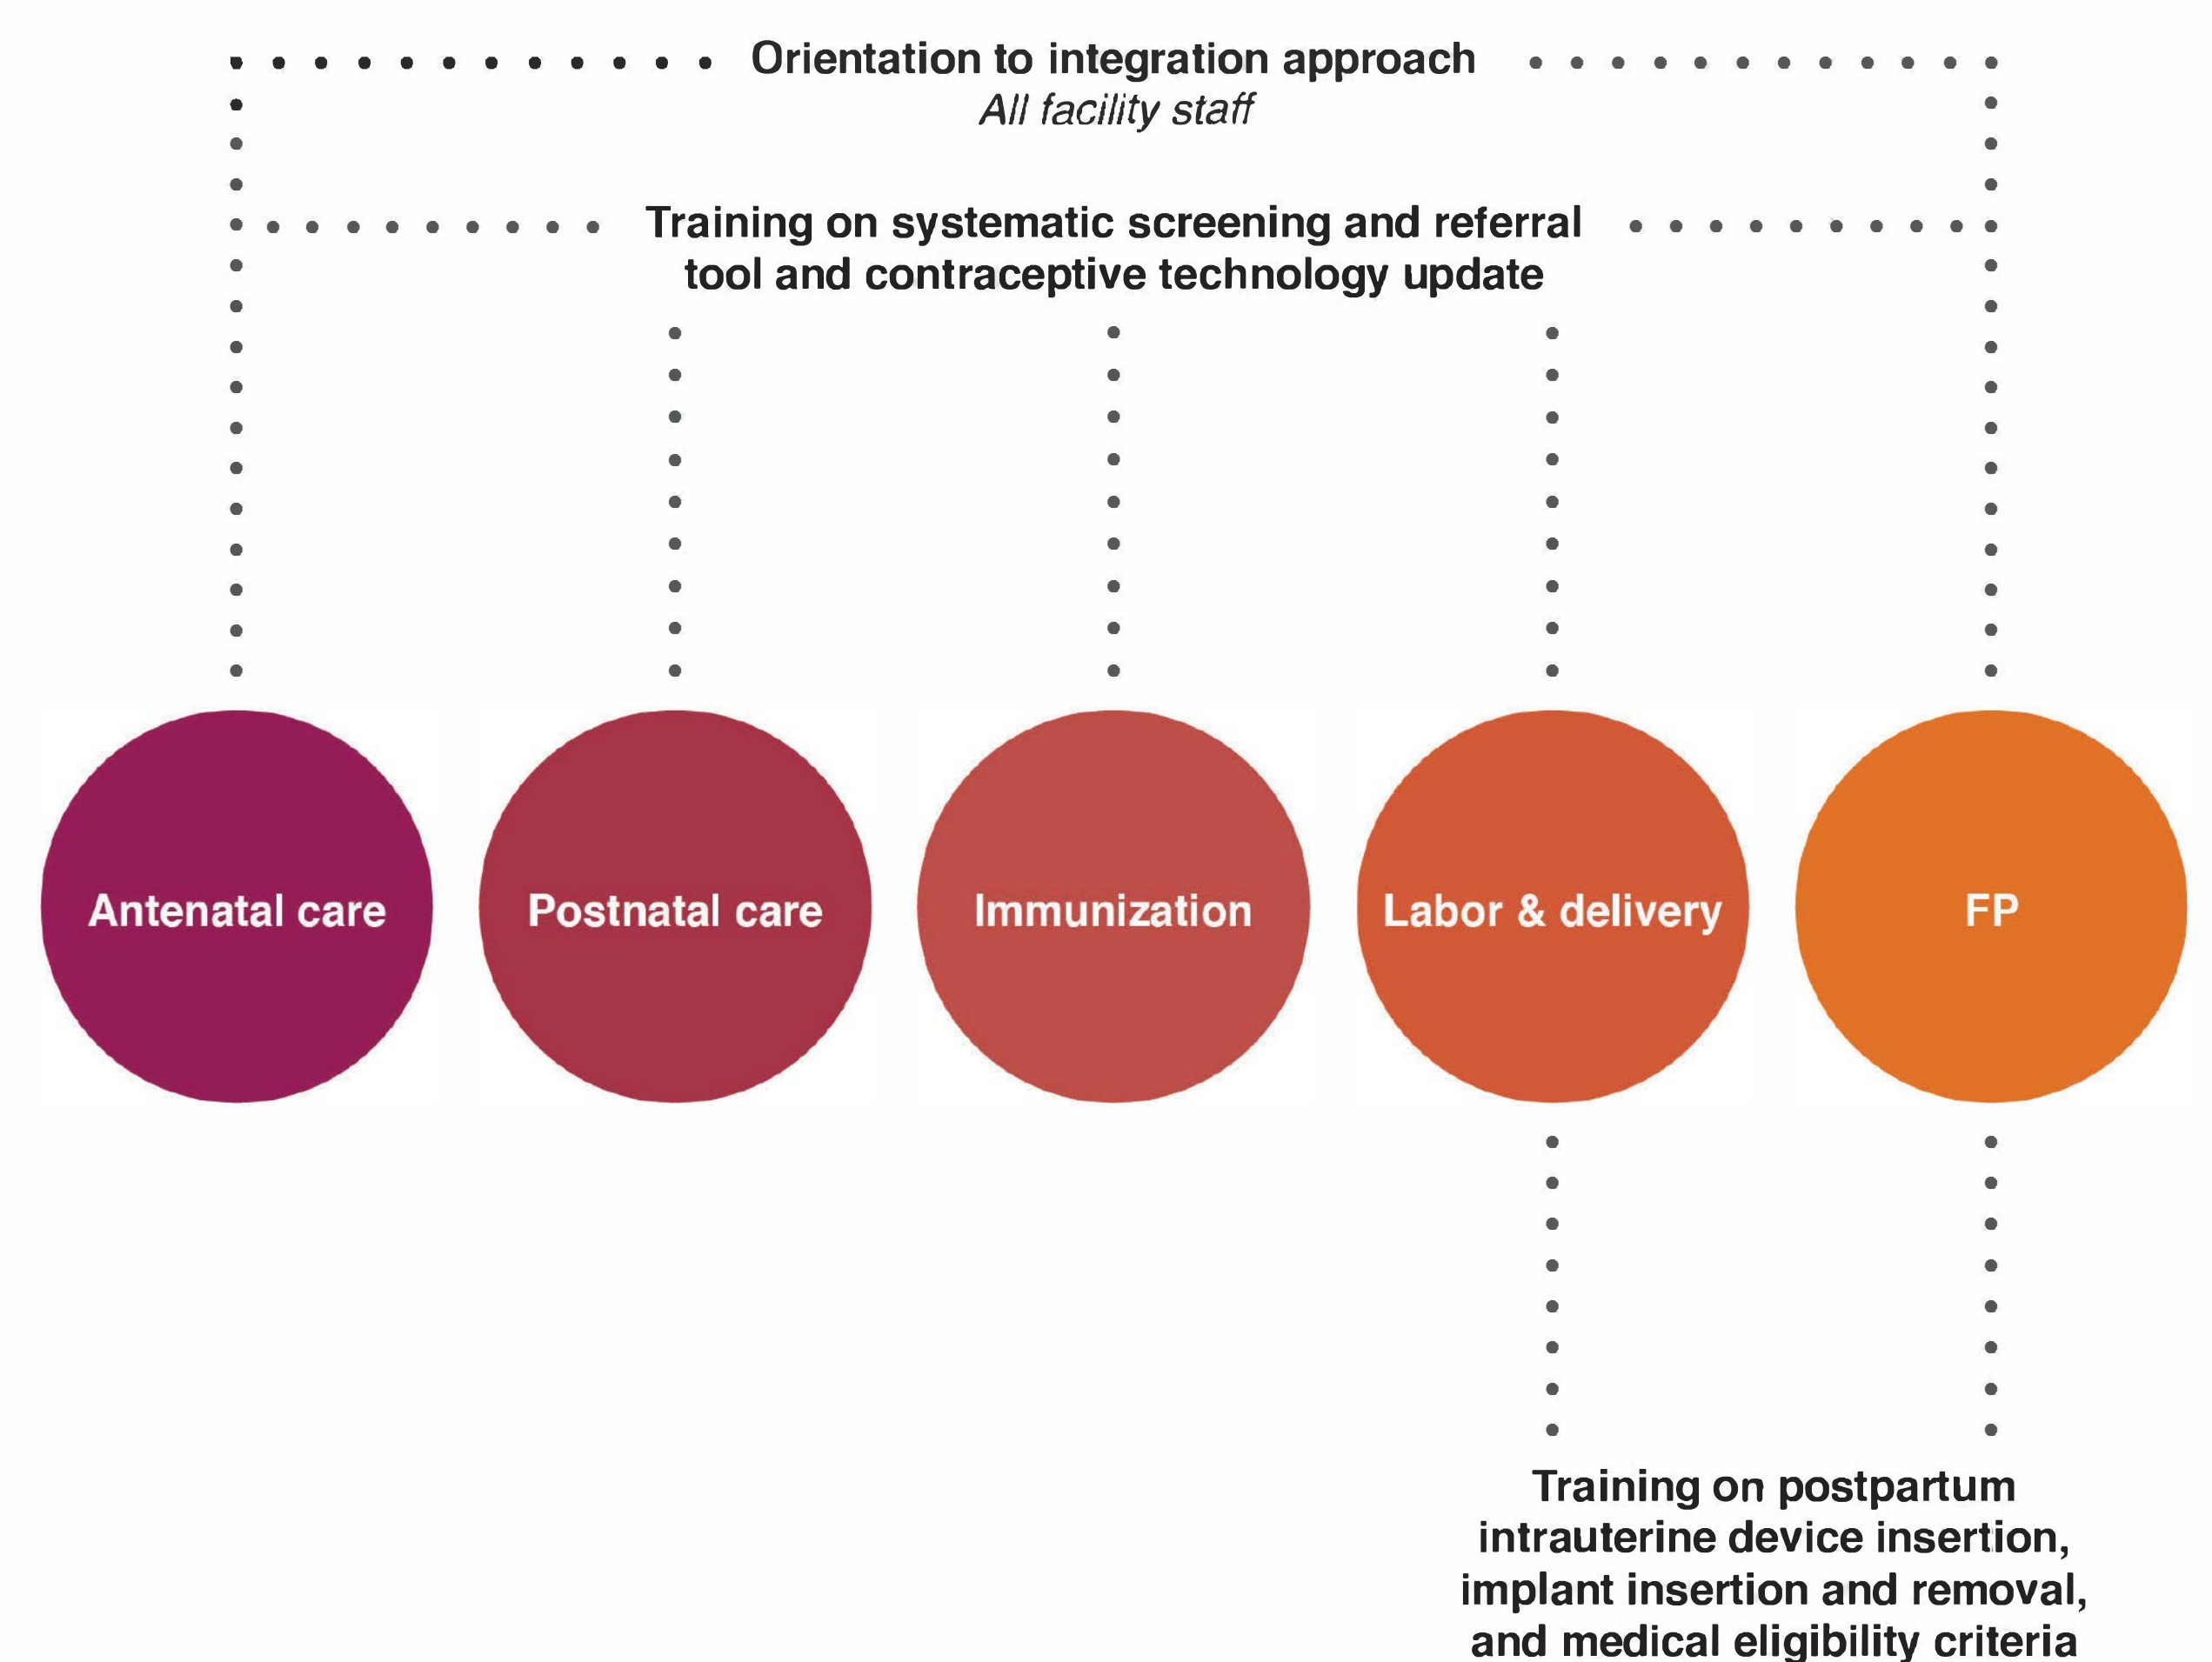 Orientation to integration approach
All facility staff
Training on systematic screening and referral
tool and contraceptive technology update
Antenatal care
Postnatal care
Immunization
Labor & delivery
FP
Training on postpartum
intrauterine device insertion,
implant insertion and removal,
and medical eligibility criteria